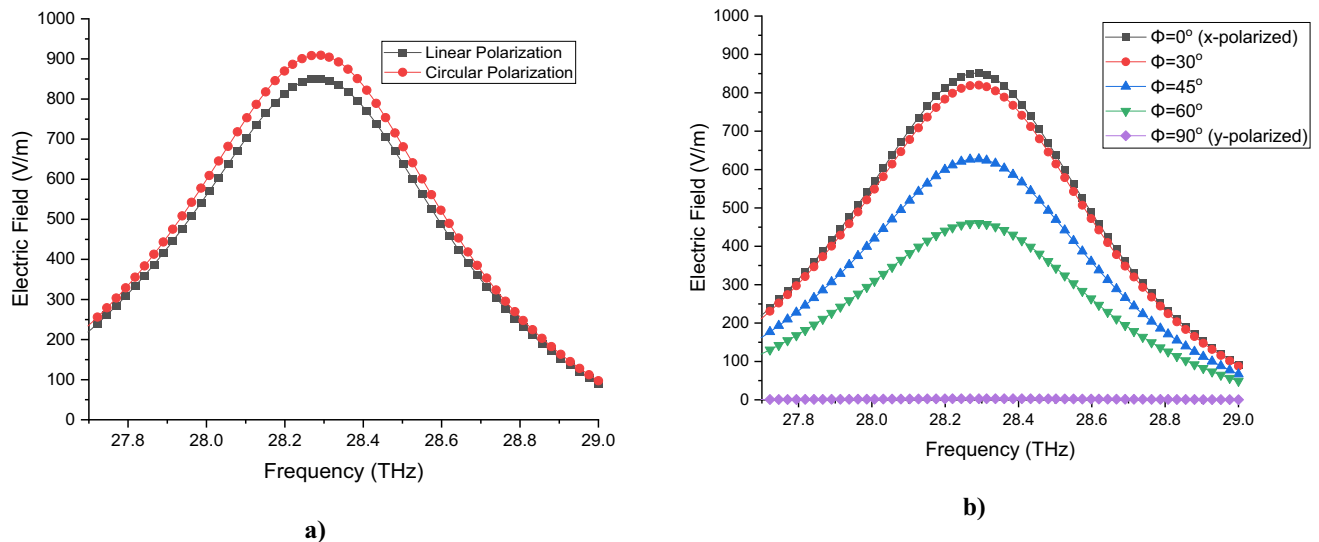 1000
900
800
700
600
500
400
300
200
100
0
Electric Field (V/m)
Linear Polarization
Circular Polarization
27.8 28.0 28.2 28.4 28.6 28.8 29.0
Frequency (THz)
a)
1000
900
800
700
600
500
400
300
200
100
0
Electric Field (V/m)
Φ=0° (x-polarized)
Φ=30°
Φ=45°
Φ=60°
Φ=90° (y-polarized)
27.8 28.0 28.2 28.4 28.6 28.8 29.0
Frequency (THz)
b)